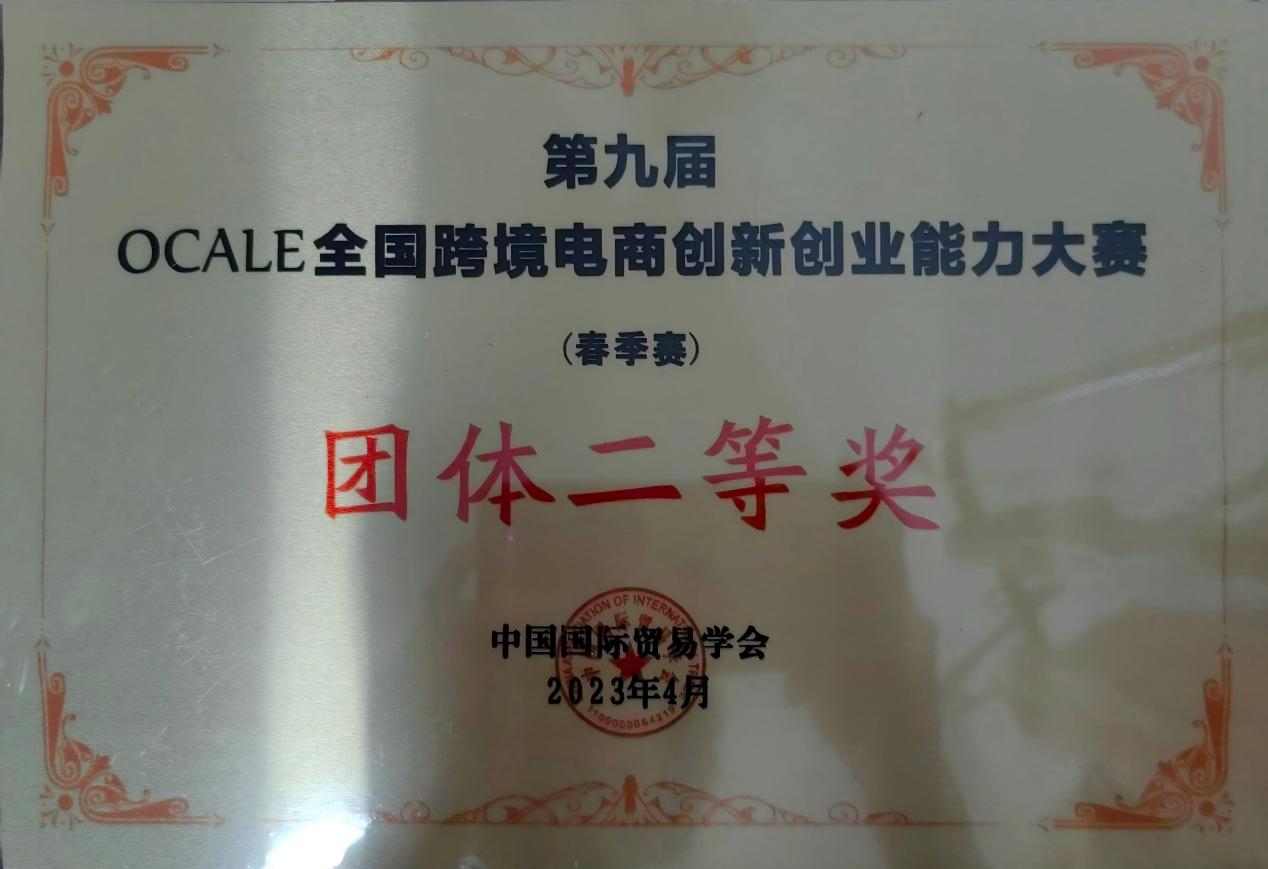 第九届
OCALE全国跨境电商创新创业能力大赛
(春季赛)
团体二等奖
中国国际贸易学会
2023年4月